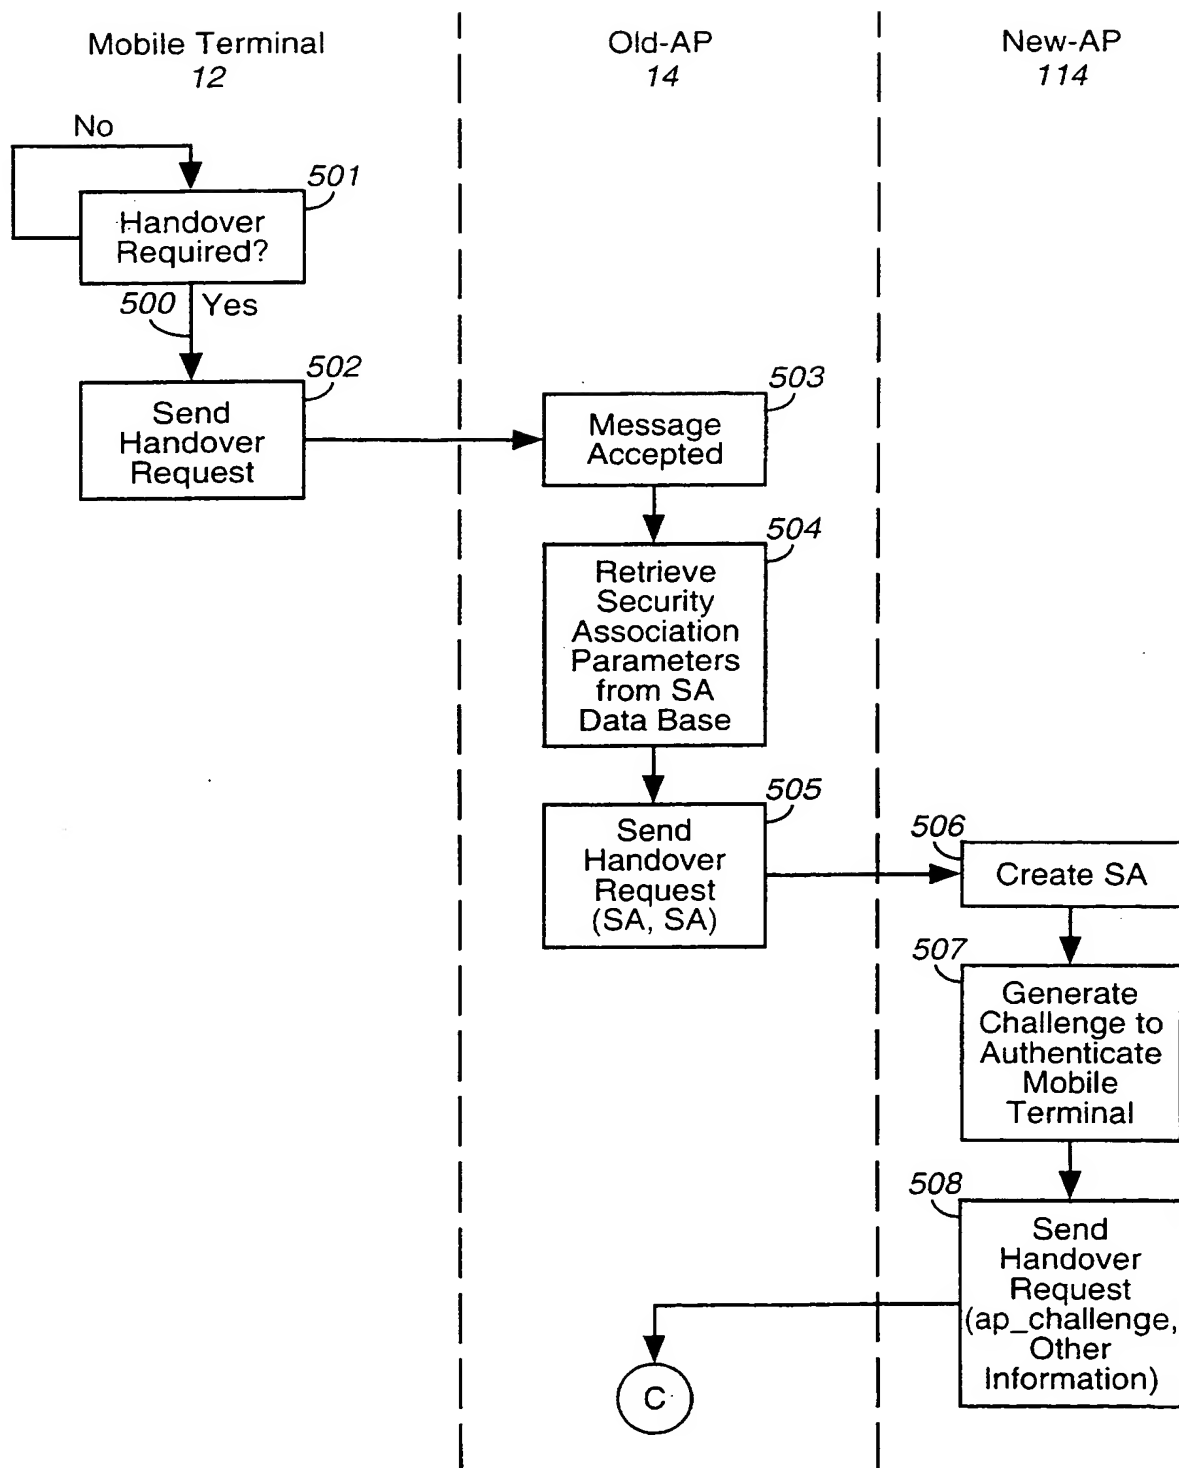 Mobile Terminal
12
Old-AP
14
New-AP
114
No
501
Handover
Required?
500
Yes
502
Send
Handover
Request
503
Message
Accepted
504
Retrieve
Security
Association
Parameters
from SA
Data Base
505
Send
Handover
Request
(SA, SA)
506
Create SA
507
Generate
Challenge to
Authenticate
Mobile
Terminal
508
Send
Handover
Request
(ap_challenge,
Other
Information)
C